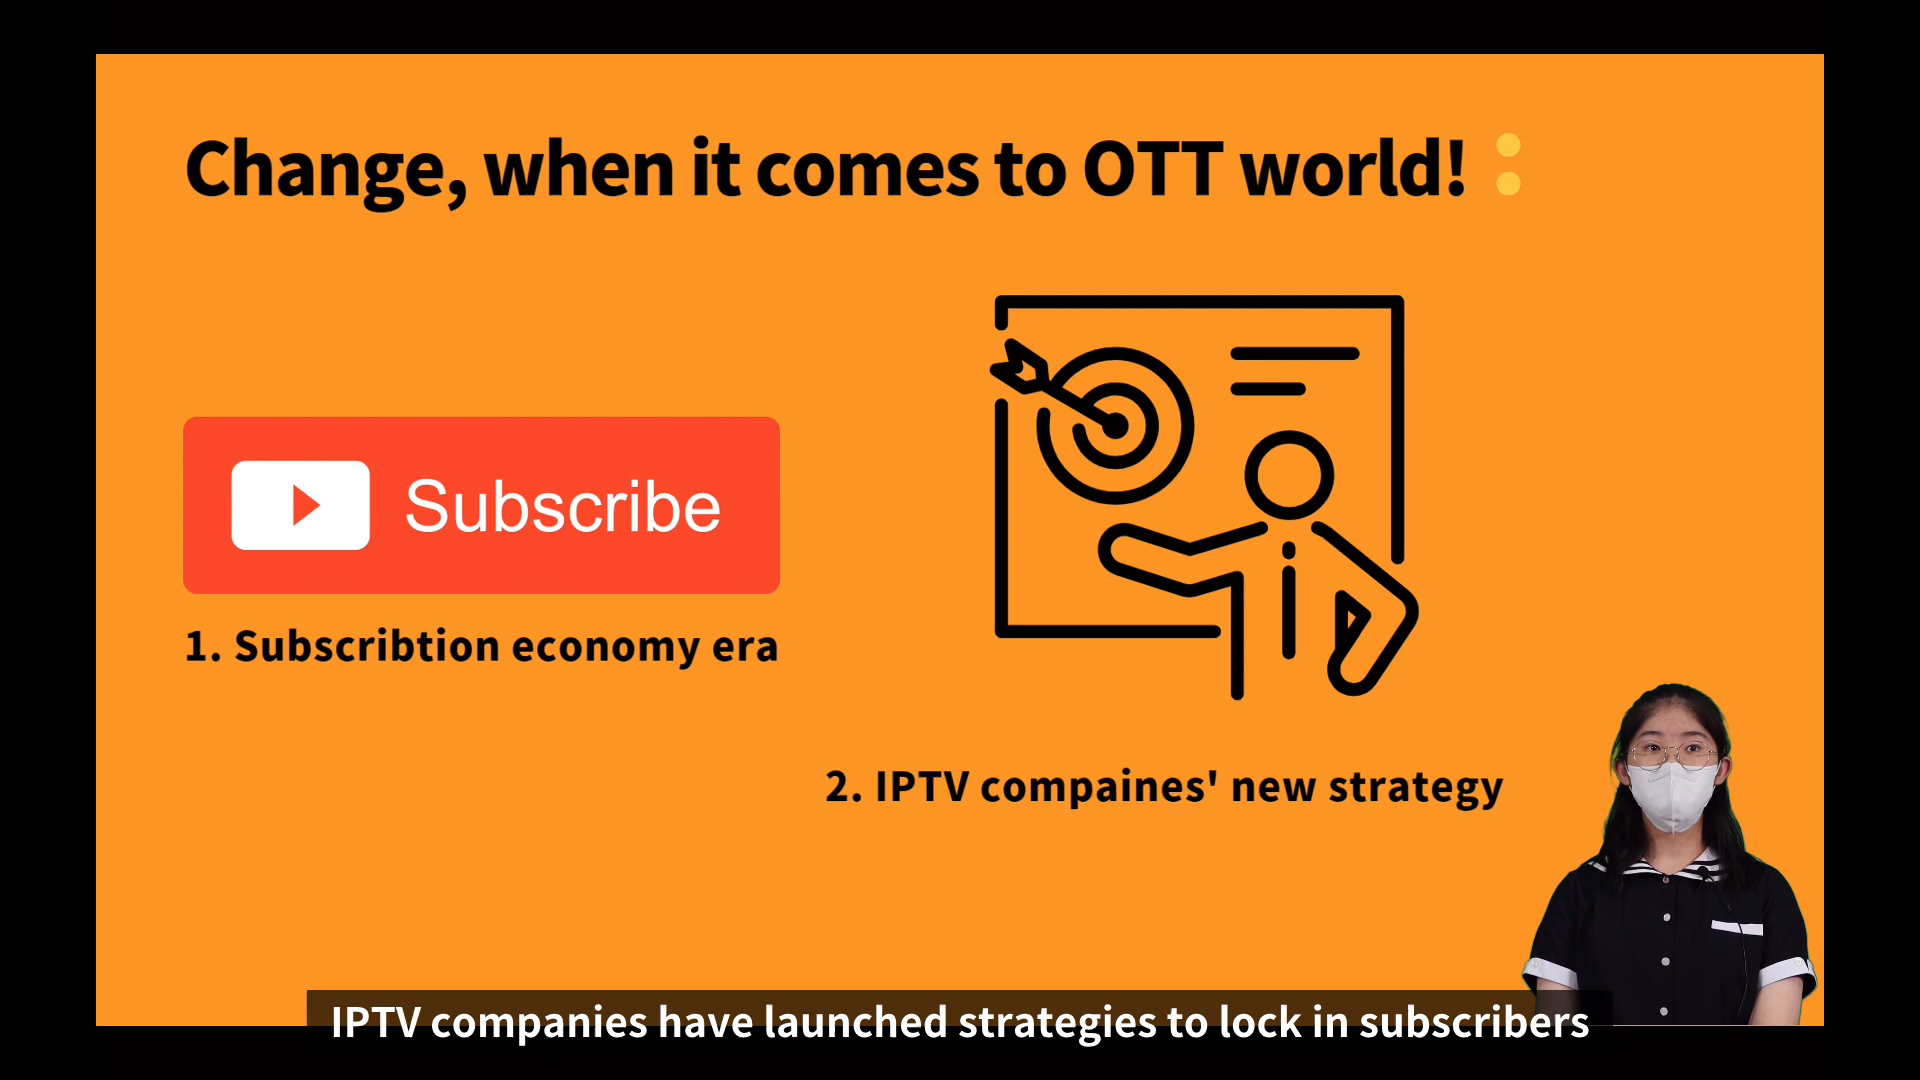 Change, when it comes to OTT world!
Subscribe
1. Subscribtion economy era
2. IPTV compaines' new strategy
IPTV companies have launched strategies to lock in subscribers